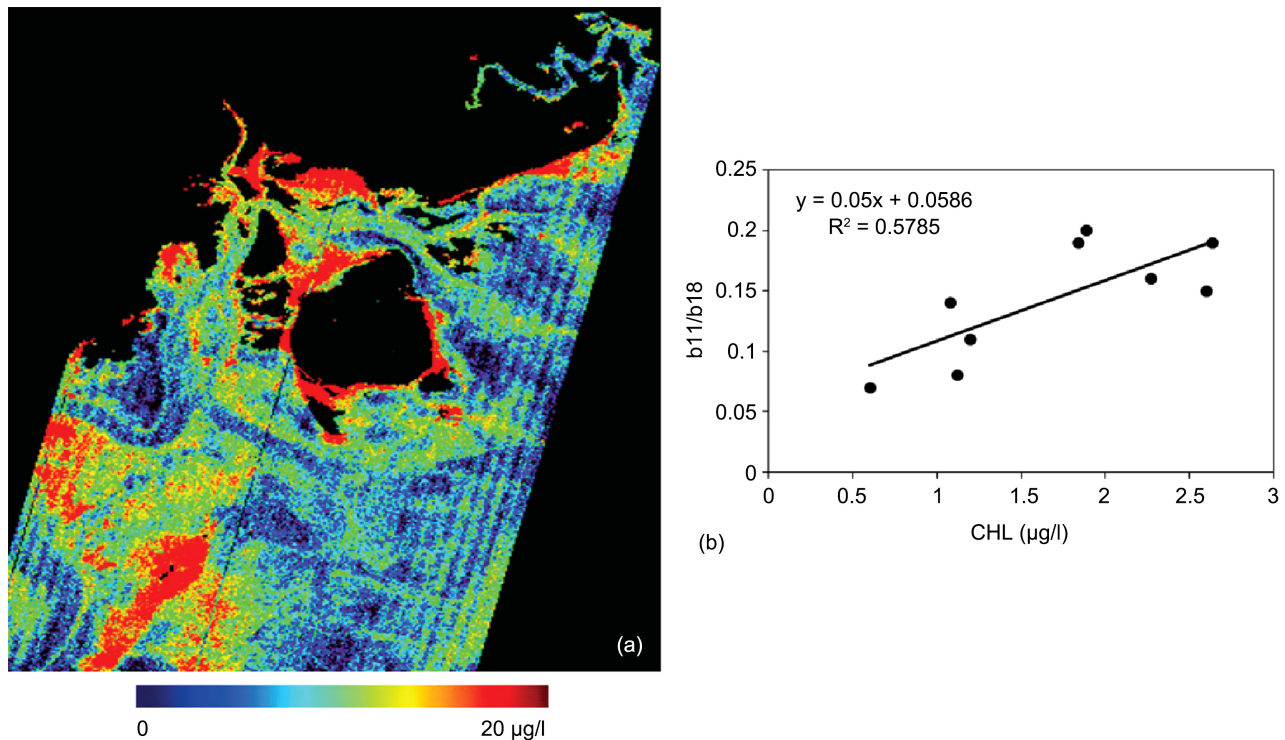 (a)
0
20 µg/l
0.25
0.2
0.15
0.1
0.05
0
b11/b18
y = 0.05x + 0.0586
R² = 0.5785
0 0.5 1 1.5 2 2.5 3
CHL (µg/l)
(b)